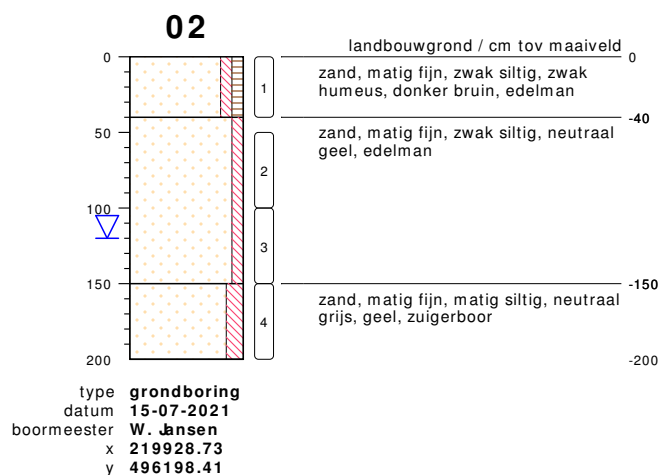 02
landbouwgrond / cm tov maaiveld
0
0
zand, matig fijn, zwak siltig, zwak
humeus, donker bruin, edelman
1
-40
50
zand, matig fijn, zwak siltig, neutraal
geel, edelman
2
100
3
150
-150
zand, matig fijn, matig siltig, neutraal
grijs, geel, zuigerboor
4
200
-200
type grondboring
datum 15-07-2021
boormeester W. Jansen
x 219928.73
y 496198.41